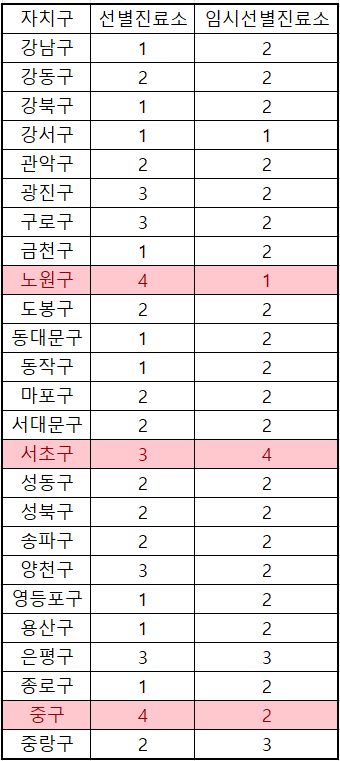 자치구 선별진료소 임시선별진료소
강남구 1 2
강동구 2 2
강북구 1 2
강서구 1 1
관악구 2 2
광진구 3 2
구로구 3 2
금천구 1 2
노원구 4 1
도봉구 2 2
동대문구 1 2
동작구 1 2
마포구 2 2
서대문구 2 2
서초구 3 4
성동구 2 2
성북구 2 2
송파구 2 2
양천구 3 2
영등포구 1 2
용산구 1 2
은평구 3 3
종로구 1 2
중구 4 2
중랑구 2 3